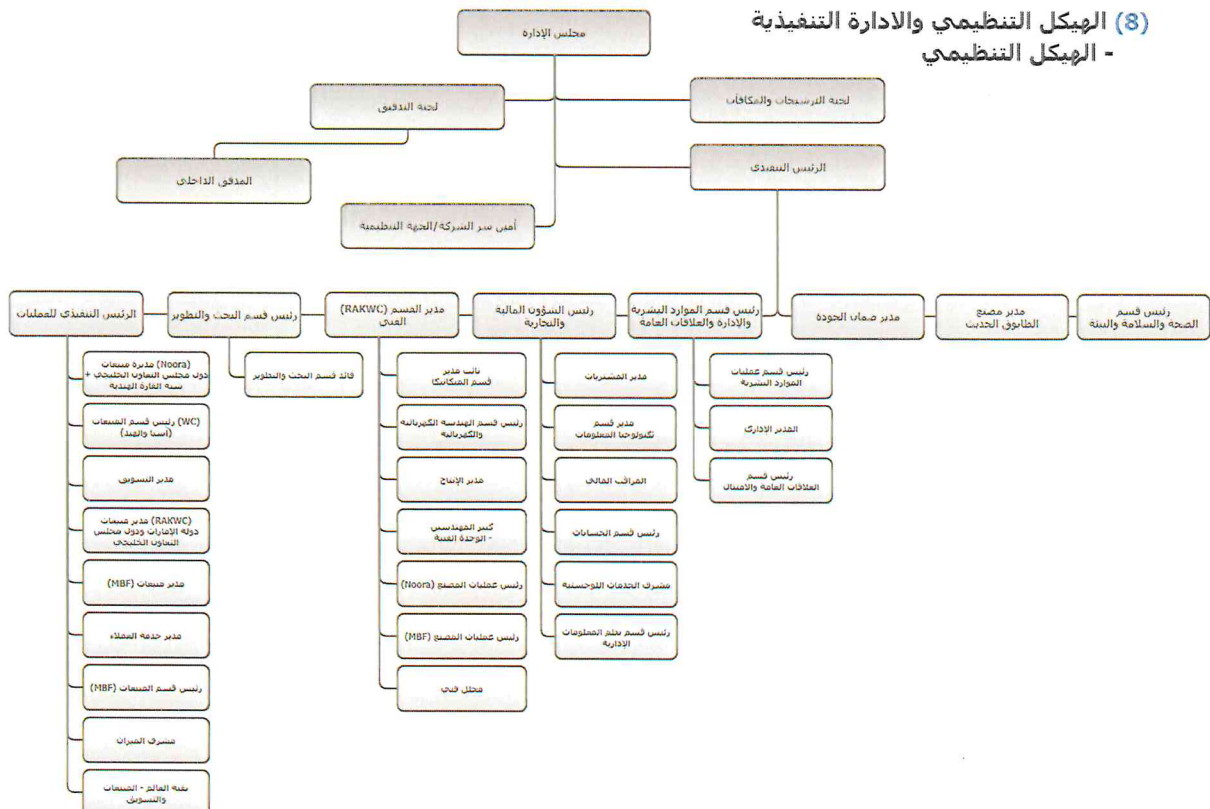 (8) الهيكل التنظيمي والادارة التنفيذية
- الهيكل التنظيمي
مجلس الإدارة
لجنة الترشيحات والمكافآت
لجنة التدقيق
الرئيس التنفيذي
المدقق الداخلي
أمين سر الشركة/الجهة التنظيمية
رئيس قسم
الصحة والسلامة والبيئة
مدير مصنع
الطابوق الحديث
مدير ضمان الجودة
رئيس قسم الموارد البشرية
والإدارة والعلاقات العامة
رئيس الشؤون المالية
والتجارية
مدير القسم (RAKWC)
الفني
رئيس قسم البحث والتطوير
الرئيس التنفيذي للعمليات
رئيس قسم عمليات
الموارد البشرية
المدير الإداري
رئيس قسم
العلاقات العامة والامتثال
مدير المشتريات
مدير قسم
تكنولوجيا المعلومات
المراقب المالي
رئيس قسم الحسابات
مشرف الخدمات اللوجستية
رئيس قسم نظم المعلومات
الإدارية
نائب مدير
قسم الميكانيكا
رئيس قسم الهندسة الكهربائية
والكهربائية
مدير الإنتاج
كبير المهندسين
- الوحدة الفنية
رئيس عمليات المصنع (Noora)
رئيس عمليات المصنع (MBF)
محلل فني
قائد قسم البحث والتطوير
(Noora) مديرة مبيعات
دول مجلس التعاون الخليجي +
شبه القارة الهندية
(WC) رئيس قسم المبيعات
(آسيا والهند)
مدير التسويق
(RAKWC) مدير مبيعات
دولة الإمارات ودول مجلس
التعاون الخليجي
مدير مبيعات (MBF)
مدير خدمة العملاء
رئيس قسم المبيعات (MBF)
مشرف الميزان
بقية العالم - المبيعات
والتسويق